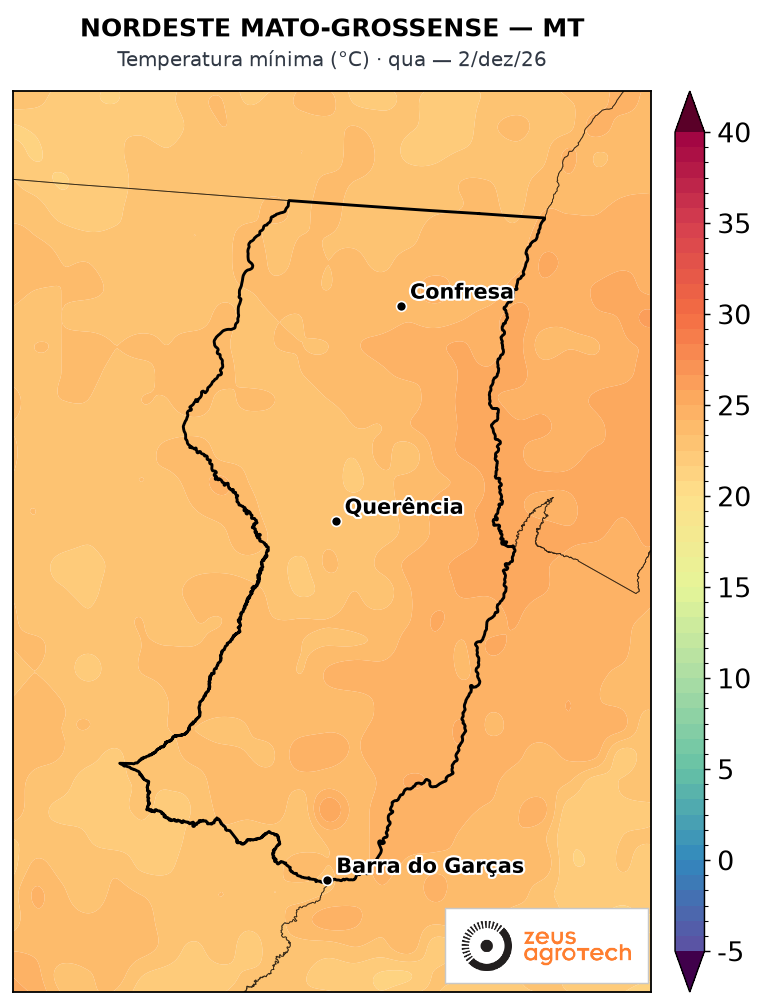 NORDESTE MATO-GROSSENSE — MT
Temperatura mínima (°C) · qua — 2/dez/26
40
35
30
25
20
15
10
5
0
-5
Confresa
Querência
Barra do Garças
zeus
agrotech